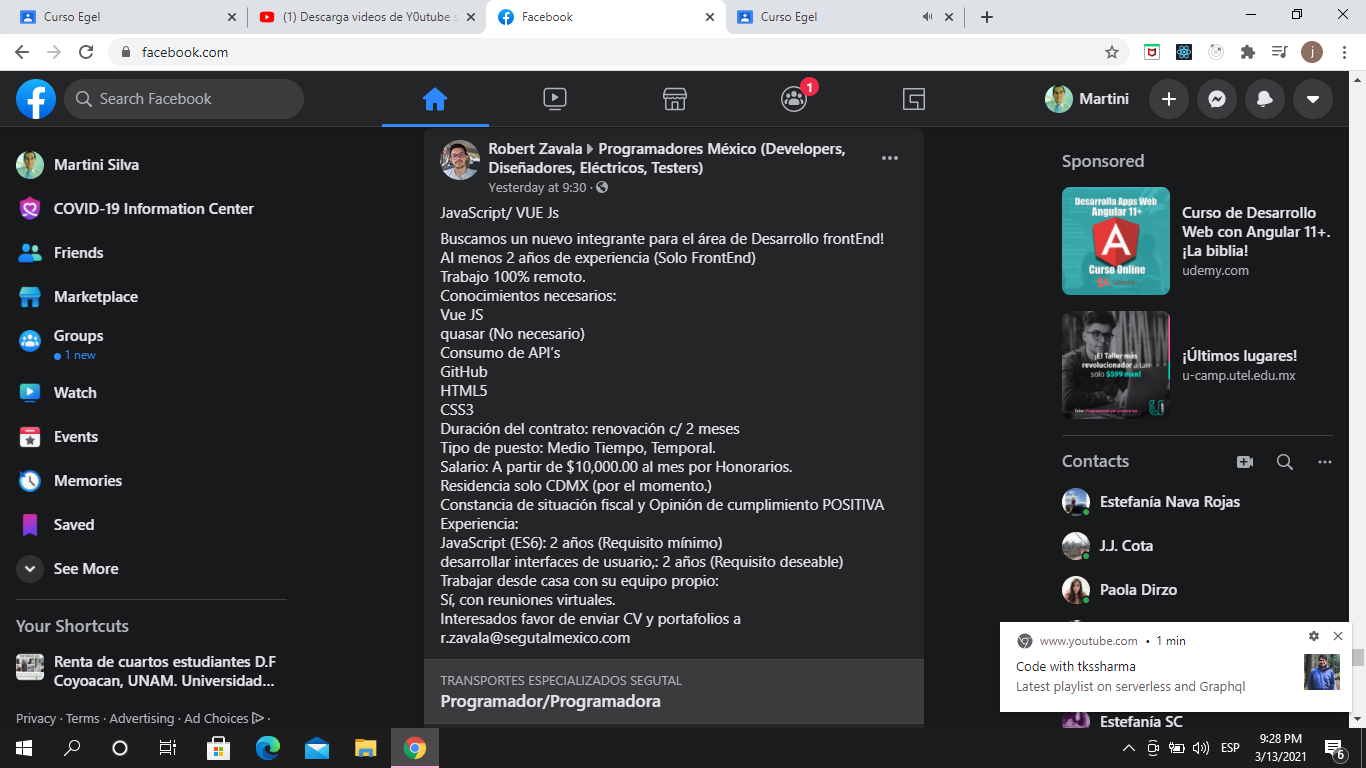 Curso Egel
(1) Descarga videos de Y0utube s
Facebook
Curso Egel
facebook.com
j
Search Facebook
1
Martini
Martini Silva
COVID-19 Information Center
Friends
Marketplace
Groups
1 new
Watch
Events
Memories
Saved
See More
Your Shortcuts
Renta de cuartos estudiantes D.F
Coyoacan, UNAM. Universidad...
Privacy · Terms · Advertising · Ad Choices ·
Robert Zavala Programadores México (Developers,
Diseñadores, Eléctricos, Testers)
Yesterday at 9:30 ·
JavaScript/ VUE Js
Buscamos un nuevo integrante para el área de Desarrollo frontEnd!
Al menos 2 años de experiencia (Solo FrontEnd)
Trabajo 100% remoto.
Conocimientos necesarios:
Vue JS
quasar (No necesario)
Consumo de API's
GitHub
HTML5
CSS3
Duración del contrato: renovación c/ 2 meses
Tipo de puesto: Medio Tiempo, Temporal.
Salario: A partir de $10,000.00 al mes por Honorarios.
Residencia solo CDMX (por el momento.)
Constancia de situación fiscal y Opinión de cumplimiento POSITIVA
Experiencia:
JavaScript (ES6): 2 años (Requisito mínimo)
desarrollar interfaces de usuario,: 2 años (Requisito deseable)
Trabajar desde casa con su equipo propio:
Sí, con reuniones virtuales.
Interesados favor de enviar CV y portafolios a
r.zavala@segutalmexico.com
TRANSPORTES ESPECIALIZADOS SEGUTAL
Programador/Programadora
Sponsored
Desarrolla Apps Web
Angular 11+
A
Curso Online
Udemy
Curso de Desarrollo
Web con Angular 11+.
¡La biblia!
udemy.com
¡El Taller más
revolucionador a tan
solo $599 mxn!
¡Últimos lugares!
u-camp.utel.edu.mx
Contacts
Estefanía Nava Rojas
J.J. Cota
Paola Dirzo
www.youtube.com • 1 min
Code with tkssharma
Latest playlist on serverless and Graphql
Estefanía SC
ESP
9:28 PM
3/13/2021
6